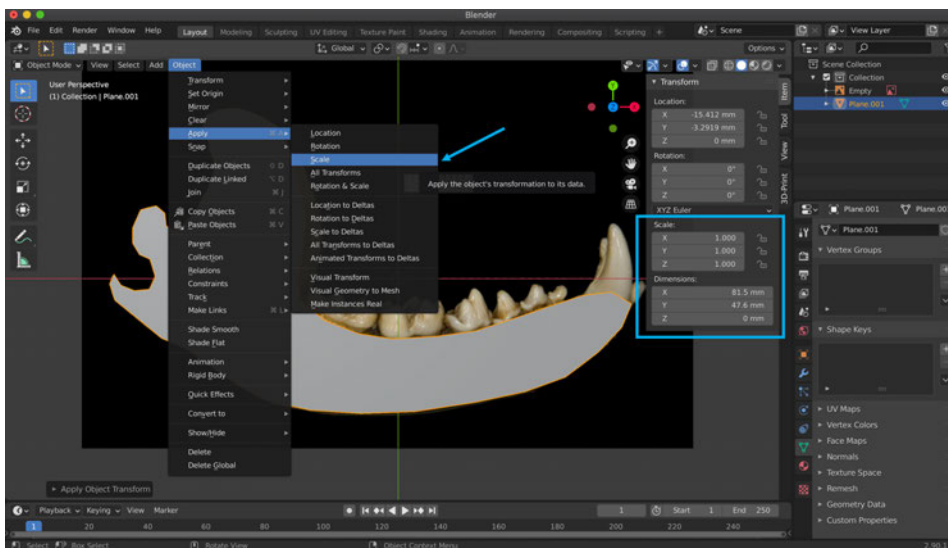 Blender
File Edit Render Window Help Layout Modeling Sculpting UV Editing Texture Paint Shading Animation Rendering Compositing Scripting + Scene View Layer
Global Options
Object Mode View Select Add Object
User Perspective
(1) Collection | Plane.001
Transform
Set Origin
Mirror
Clear
Apply ⌘ A
Snap
Duplicate Objects ⇧ D
Duplicate Linked ⌥ D
Join ⌘ J
Copy Objects ⌘ C
Paste Objects ⌘ V
Parent
Collection
Relations
Constraints
Track
Make Links ⌘ L
Shade Smooth
Shade Flat
Animation
Rigid Body
Quick Effects
Convert to
Show/Hide
Delete
Delete Global
Location
Rotation
Scale
All Transforms
Rotation & Scale
Location to Deltas
Rotation to Deltas
Scale to Deltas
All Transforms to Deltas
Animated Transforms to Deltas
Visual Transform
Visual Geometry to Mesh
Make Instances Real
Apply the object's transformation to its data.
Y
Z
X
Transform
Location:
X -15.412 mm
Y -3.2919 mm
Z 0 mm
Rotation:
X 0°
Y 0°
Z 0°
XYZ Euler
Scale:
X 1.000
Y 1.000
Z 1.000
Dimensions:
X 81.5 mm
Y 47.6 mm
Z 0 mm
Item
Tool
View
3D-Print
Scene Collection
Collection
Empty
Plane.001
Plane.001 Plane.00
Plane.001
Vertex Groups
Shape Keys
UV Maps
Vertex Colors
Face Maps
Normals
Texture Space
Remesh
Geometry Data
Custom Properties
Apply Object Transform
Playback Keying View Marker 1 Start 1 End 250
1 20 40 60 80 100 120 140 160 180 200 220 240
Select Box Select Rotate View Object Context Menu 2.90.